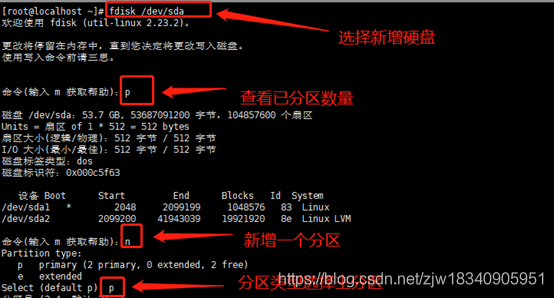 [root@localhost ~]# fdisk /dev/sda
欢迎使用 fdisk (util-linux 2.23.2)。
选择新增硬盘
更改将停留在内存中，直到您决定将更改写入磁盘。
使用写入命令前请三思。
命令(输入 m 获取帮助)：p
查看已分区数量
磁盘 /dev/sda：53.7 GB, 53687091200 字节，104857600 个扇区
Units = 扇区 of 1 * 512 = 512 bytes
扇区大小(逻辑/物理)：512 字节 / 512 字节
I/O 大小(最小/最佳)：512 字节 / 512 字节
磁盘标签类型：dos
磁盘标识符：0x000c5f63
设备 Boot Start End Blocks Id System
/dev/sda1 * 2048 2099199 1048576 83 Linux
/dev/sda2 2099200 41943039 19921920 8e Linux LVM
命令(输入 m 获取帮助)：n
新增一个分区
Partition type:
p primary (2 primary, 0 extended, 2 free)
e extended
Select (default p): p
分区类型选择主分区
https://blog.csdn.net/zjw18340905951